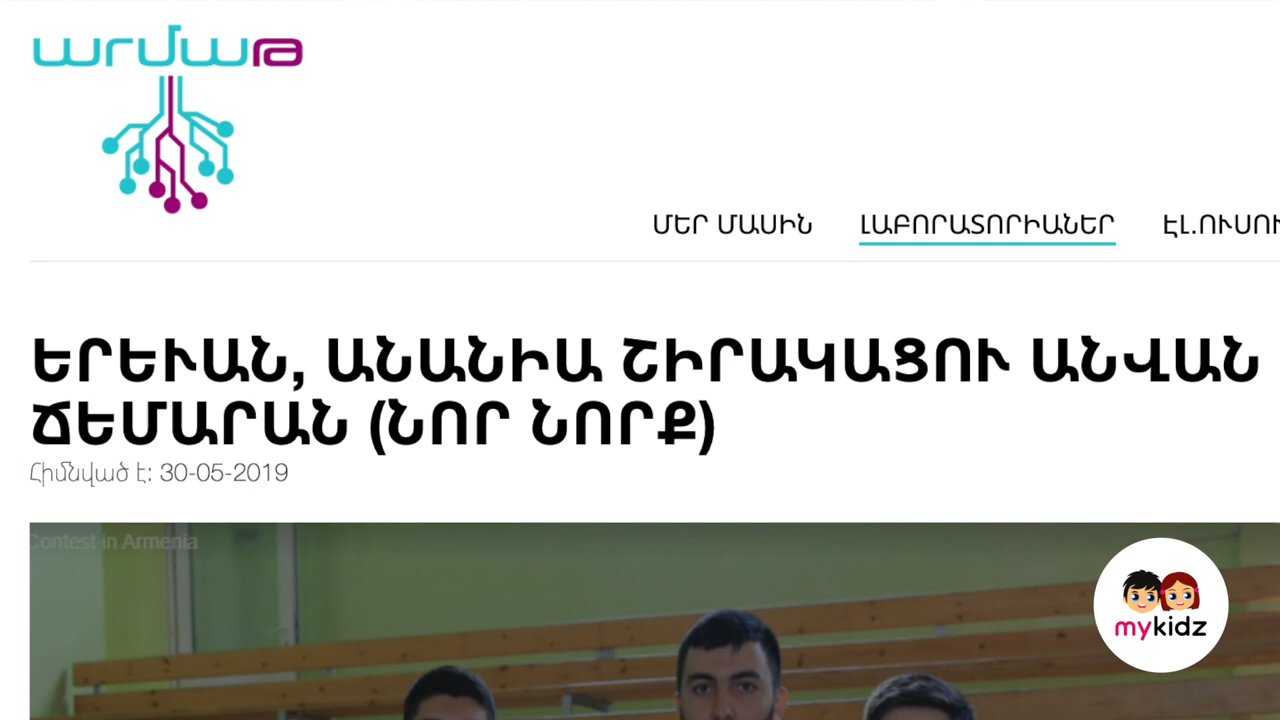 արմաթ
ՄԵՐ ՄԱՍԻՆ
ԼԱԲՈՐԱՏՈՐԻԱՆԵՐ
ԷԼ.ՈՒՍՈՒ
ԵՐԵՒԱՆ, ԱՆԱՆԻԱ ՇԻՐԱԿԱՑՈՒ ԱՆՎԱՆ
ՃԵՄԱՐԱՆ (ՆՈՐ ՆՈՐՔ)
Հիմնված է: 30-05-2019
Contest in Armenia
mykidz